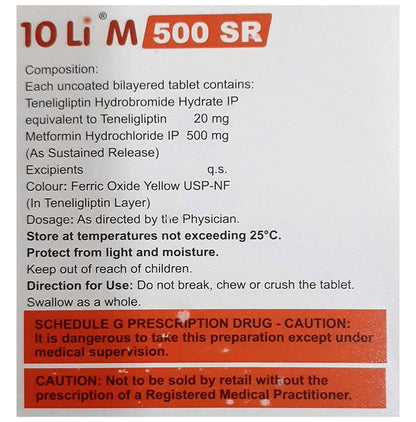 10 Li® M 500 SR
Composition:
Each uncoated bilayered tablet contains:
Teneligliptin Hydrobromide Hydrate IP
equivalent to Teneligliptin 20 mg
Metformin Hydrochloride IP 500 mg
(As Sustained Release)
Excipients q.s.
Colour: Ferric Oxide Yellow USP-NF
(In Teneligliptin Layer)
Dosage: As directed by the Physician.
Store at temperatures not exceeding 25°C.
Protect from light and moisture.
Keep out of reach of children.
Direction for Use: Do not break, chew or crush the tablet.
Swallow as a whole.
SCHEDULE G PRESCRIPTION DRUG - CAUTION:
It is dangerous to take this preparation except under
medical supervision.
CAUTION: Not to be sold by retail without the
prescription of a Registered Medical Practitioner.